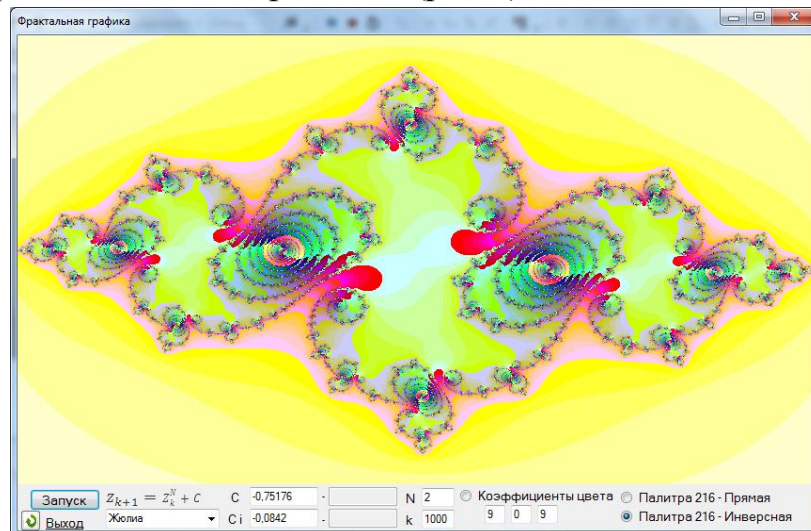 Фрактальная графика
Запуск Z_{k+1} = Z_k^N + C C -0,75176 - N 2 Коэффициенты цвета Палитра 216 - Прямая
Выход Жюлиа C i -0,0842 - k 1000 9 0 9 Палитра 216 - Инверсная